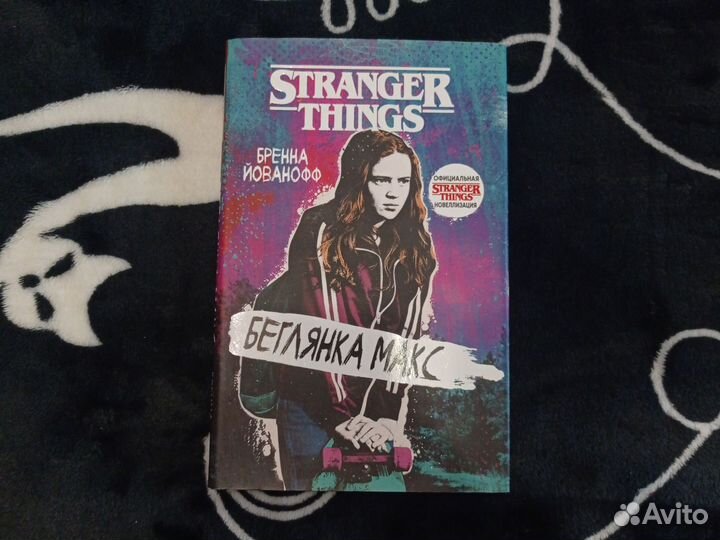 STRANGER
THINGS
БРЕННА
ЙОВАНОФФ
ОФИЦИАЛЬНАЯ
STRANGER
THINGS
НОВЕЛЛИЗАЦИЯ
БЕГЛЯНКА МАКС
Avito